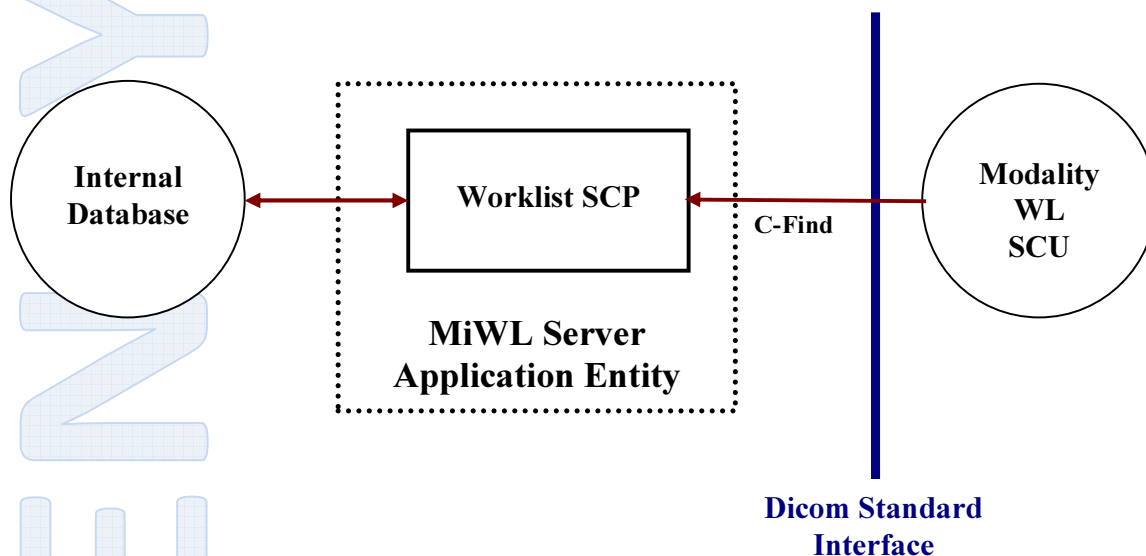 Internal
Database
Worklist SCP
C-Find
Modality
WL
SCU
MiWL Server
Application Entity
Dicom Standard
Interface
E N Y